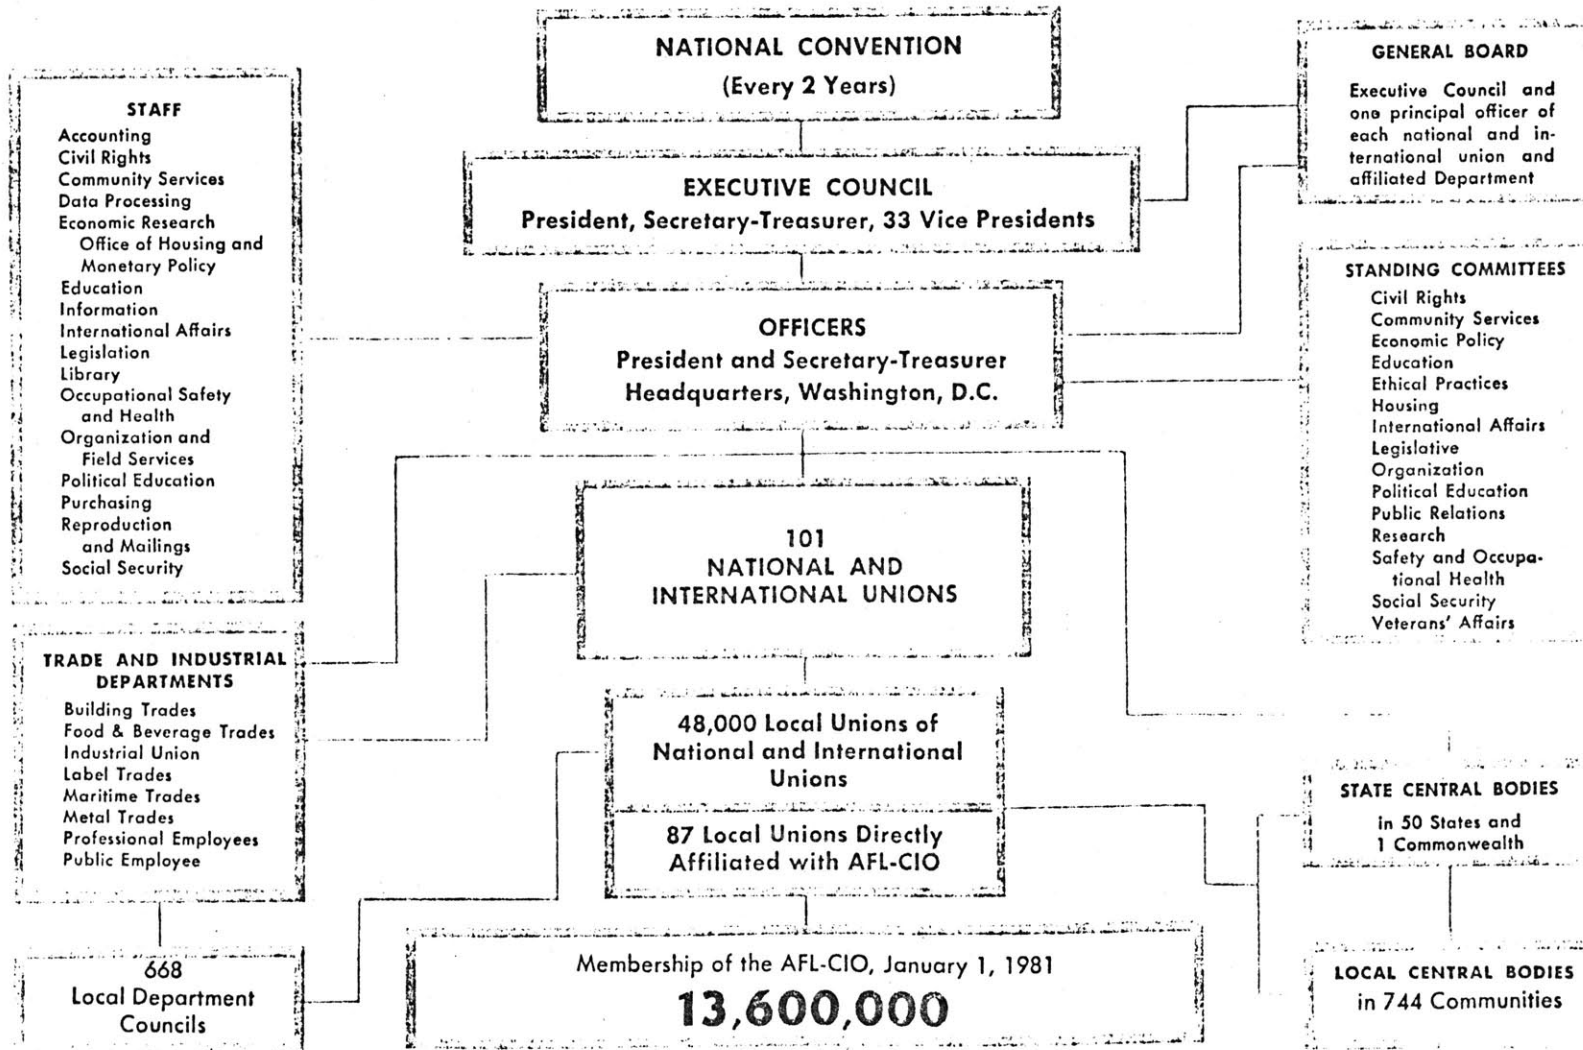 NATIONAL CONVENTION
(Every 2 Years)
GENERAL BOARD
Executive Council and
one principal officer of
each national and in-
ternational union and
affiliated Department
STAFF
Accounting
Civil Rights
Community Services
Data Processing
Economic Research
Office of Housing and
Monetary Policy
Education
Information
International Affairs
Legislation
Library
Occupational Safety
and Health
Organization and
Field Services
Political Education
Purchasing
Reproduction
and Mailings
Social Security
EXECUTIVE COUNCIL
President, Secretary-Treasurer, 33 Vice Presidents
OFFICERS
President and Secretary-Treasurer
Headquarters, Washington, D.C.
STANDING COMMITTEES
Civil Rights
Community Services
Economic Policy
Education
Ethical Practices
Housing
International Affairs
Legislative
Organization
Political Education
Public Relations
Research
Safety and Occupa-
tional Health
Social Security
Veterans' Affairs
101
NATIONAL AND
INTERNATIONAL UNIONS
TRADE AND INDUSTRIAL
DEPARTMENTS
Building Trades
Food & Beverage Trades
Industrial Union
Label Trades
Maritime Trades
Metal Trades
Professional Employees
Public Employee
48,000 Local Unions of
National and International
Unions
87 Local Unions Directly
Affiliated with AFL-CIO
STATE CENTRAL BODIES
in 50 States and
1 Commonwealth
668
Local Department
Councils
Membership of the AFL-CIO, January 1, 1981
13,600,000
LOCAL CENTRAL BODIES
in 744 Communities